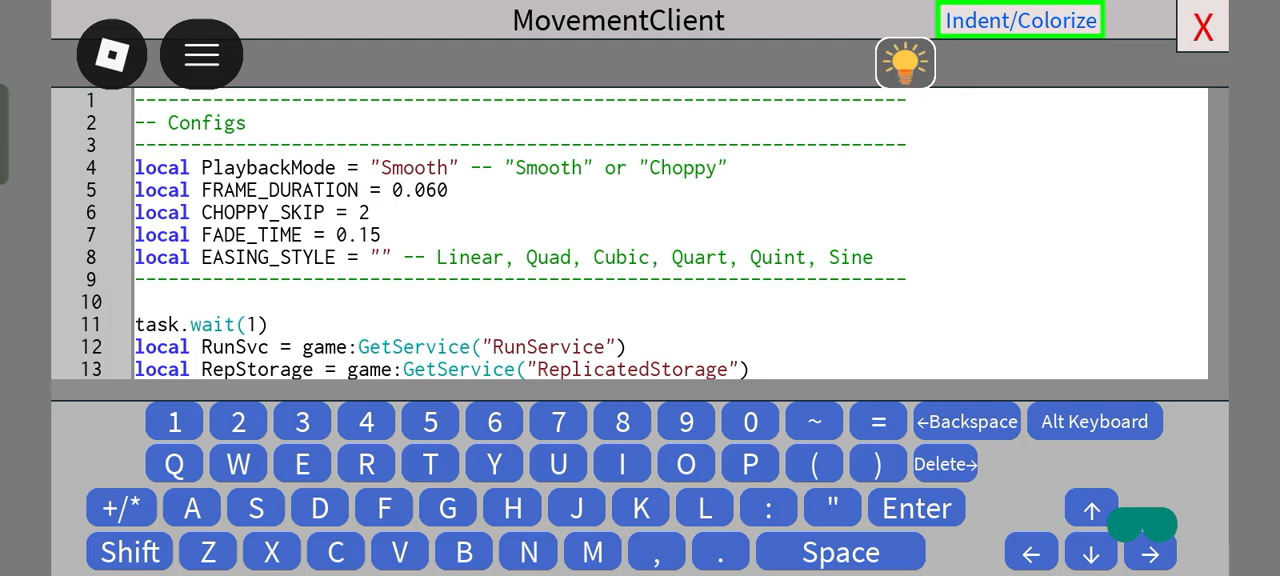 MovementClient
Indent/Colorize
X
1 ---------------------------------------------------------------------
2 -- Configs
3 ---------------------------------------------------------------------
4 local PlaybackMode = "Smooth" -- "Smooth" or "Choppy"
5 local FRAME_DURATION = 0.060
6 local CHOPPY_SKIP = 2
7 local FADE_TIME = 0.15
8 local EASING_STYLE = "" -- Linear, Quad, Cubic, Quart, Quint, Sine
9 ---------------------------------------------------------------------
10
11 task.wait(1)
12 local RunSvc = game:GetService("RunService")
13 local RepStorage = game:GetService("ReplicatedStorage")
1 2 3 4 5 6 7 8 9 0 ~ = ←Backspace Alt Keyboard
Q W E R T Y U I O P ( ) Delete→
+/* A S D F G H J K L : " Enter ↑
Shift Z X C V B N M , . Space ← ↓ →